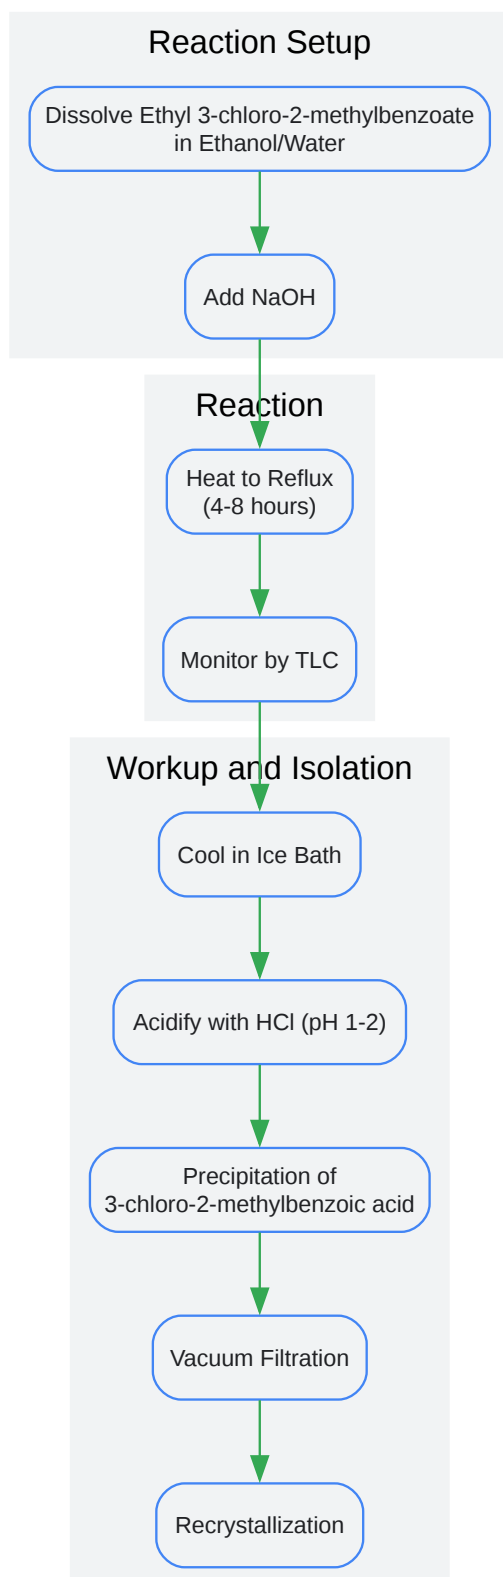 Reaction Setup
Dissolve Ethyl 3-chloro-2-methylbenzoate
in Ethanol/Water
Add NaOH
Reaction
Heat to Reflux
(4-8 hours)
Monitor by TLC
Workup and Isolation
Cool in Ice Bath
Acidify with HCl (pH 1-2)
Precipitation of
3-chloro-2-methylbenzoic acid
Vacuum Filtration
Recrystallization